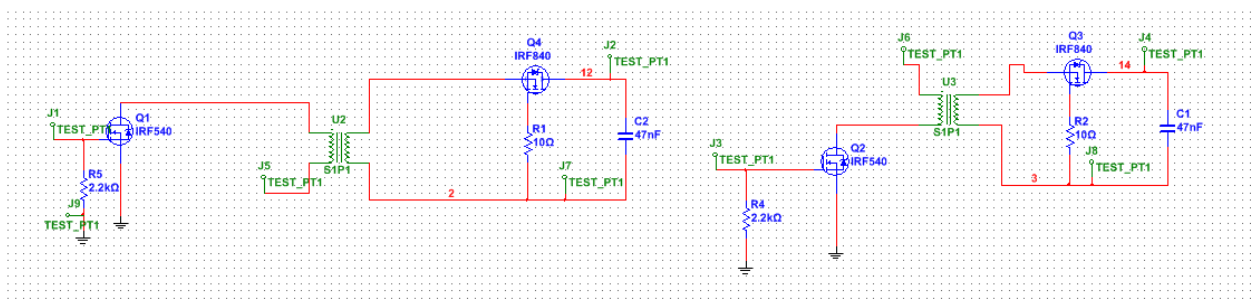 Q4
IRF840
J2
TEST_PT1
12
J1
TEST_PT1
Q1
IRF540
U2
S1P1
R1
10Ω
C2
47nF
R5
2.2kΩ
J5
TEST_PT1
J7
TEST_PT1
2
J9
TEST_PT1
J6
TEST_PT1
Q3
IRF840
J4
TEST_PT1
14
U3
S1P1
R2
10Ω
C1
47nF
J3
TEST_PT1
Q2
IRF540
J8
TEST_PT1
3
R4
2.2kΩ